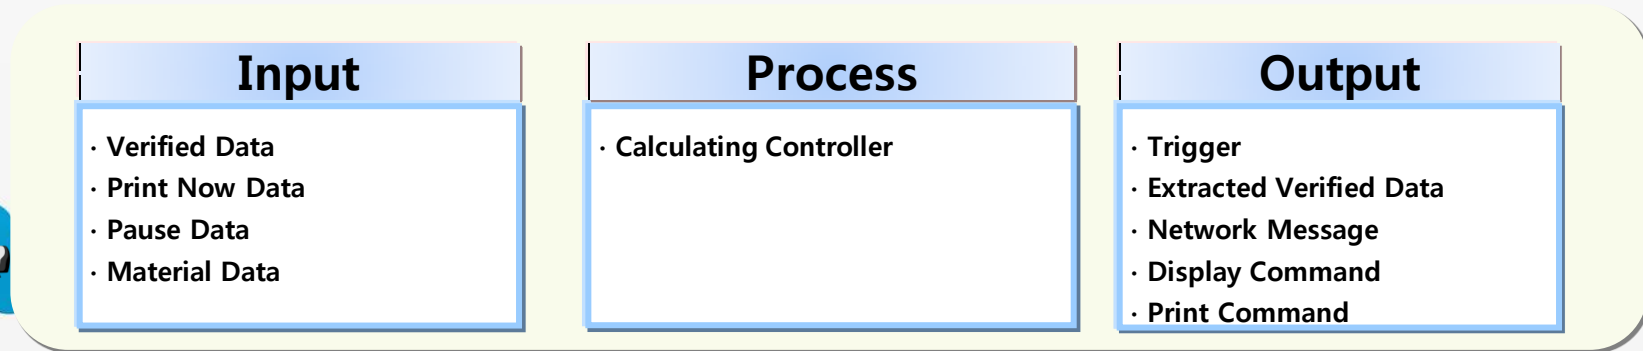 Input
· Verified Data
· Print Now Data
· Pause Data
· Material Data
Process
· Calculating Controller
Output
· Trigger
· Extracted Verified Data
· Network Message
· Display Command
· Print Command